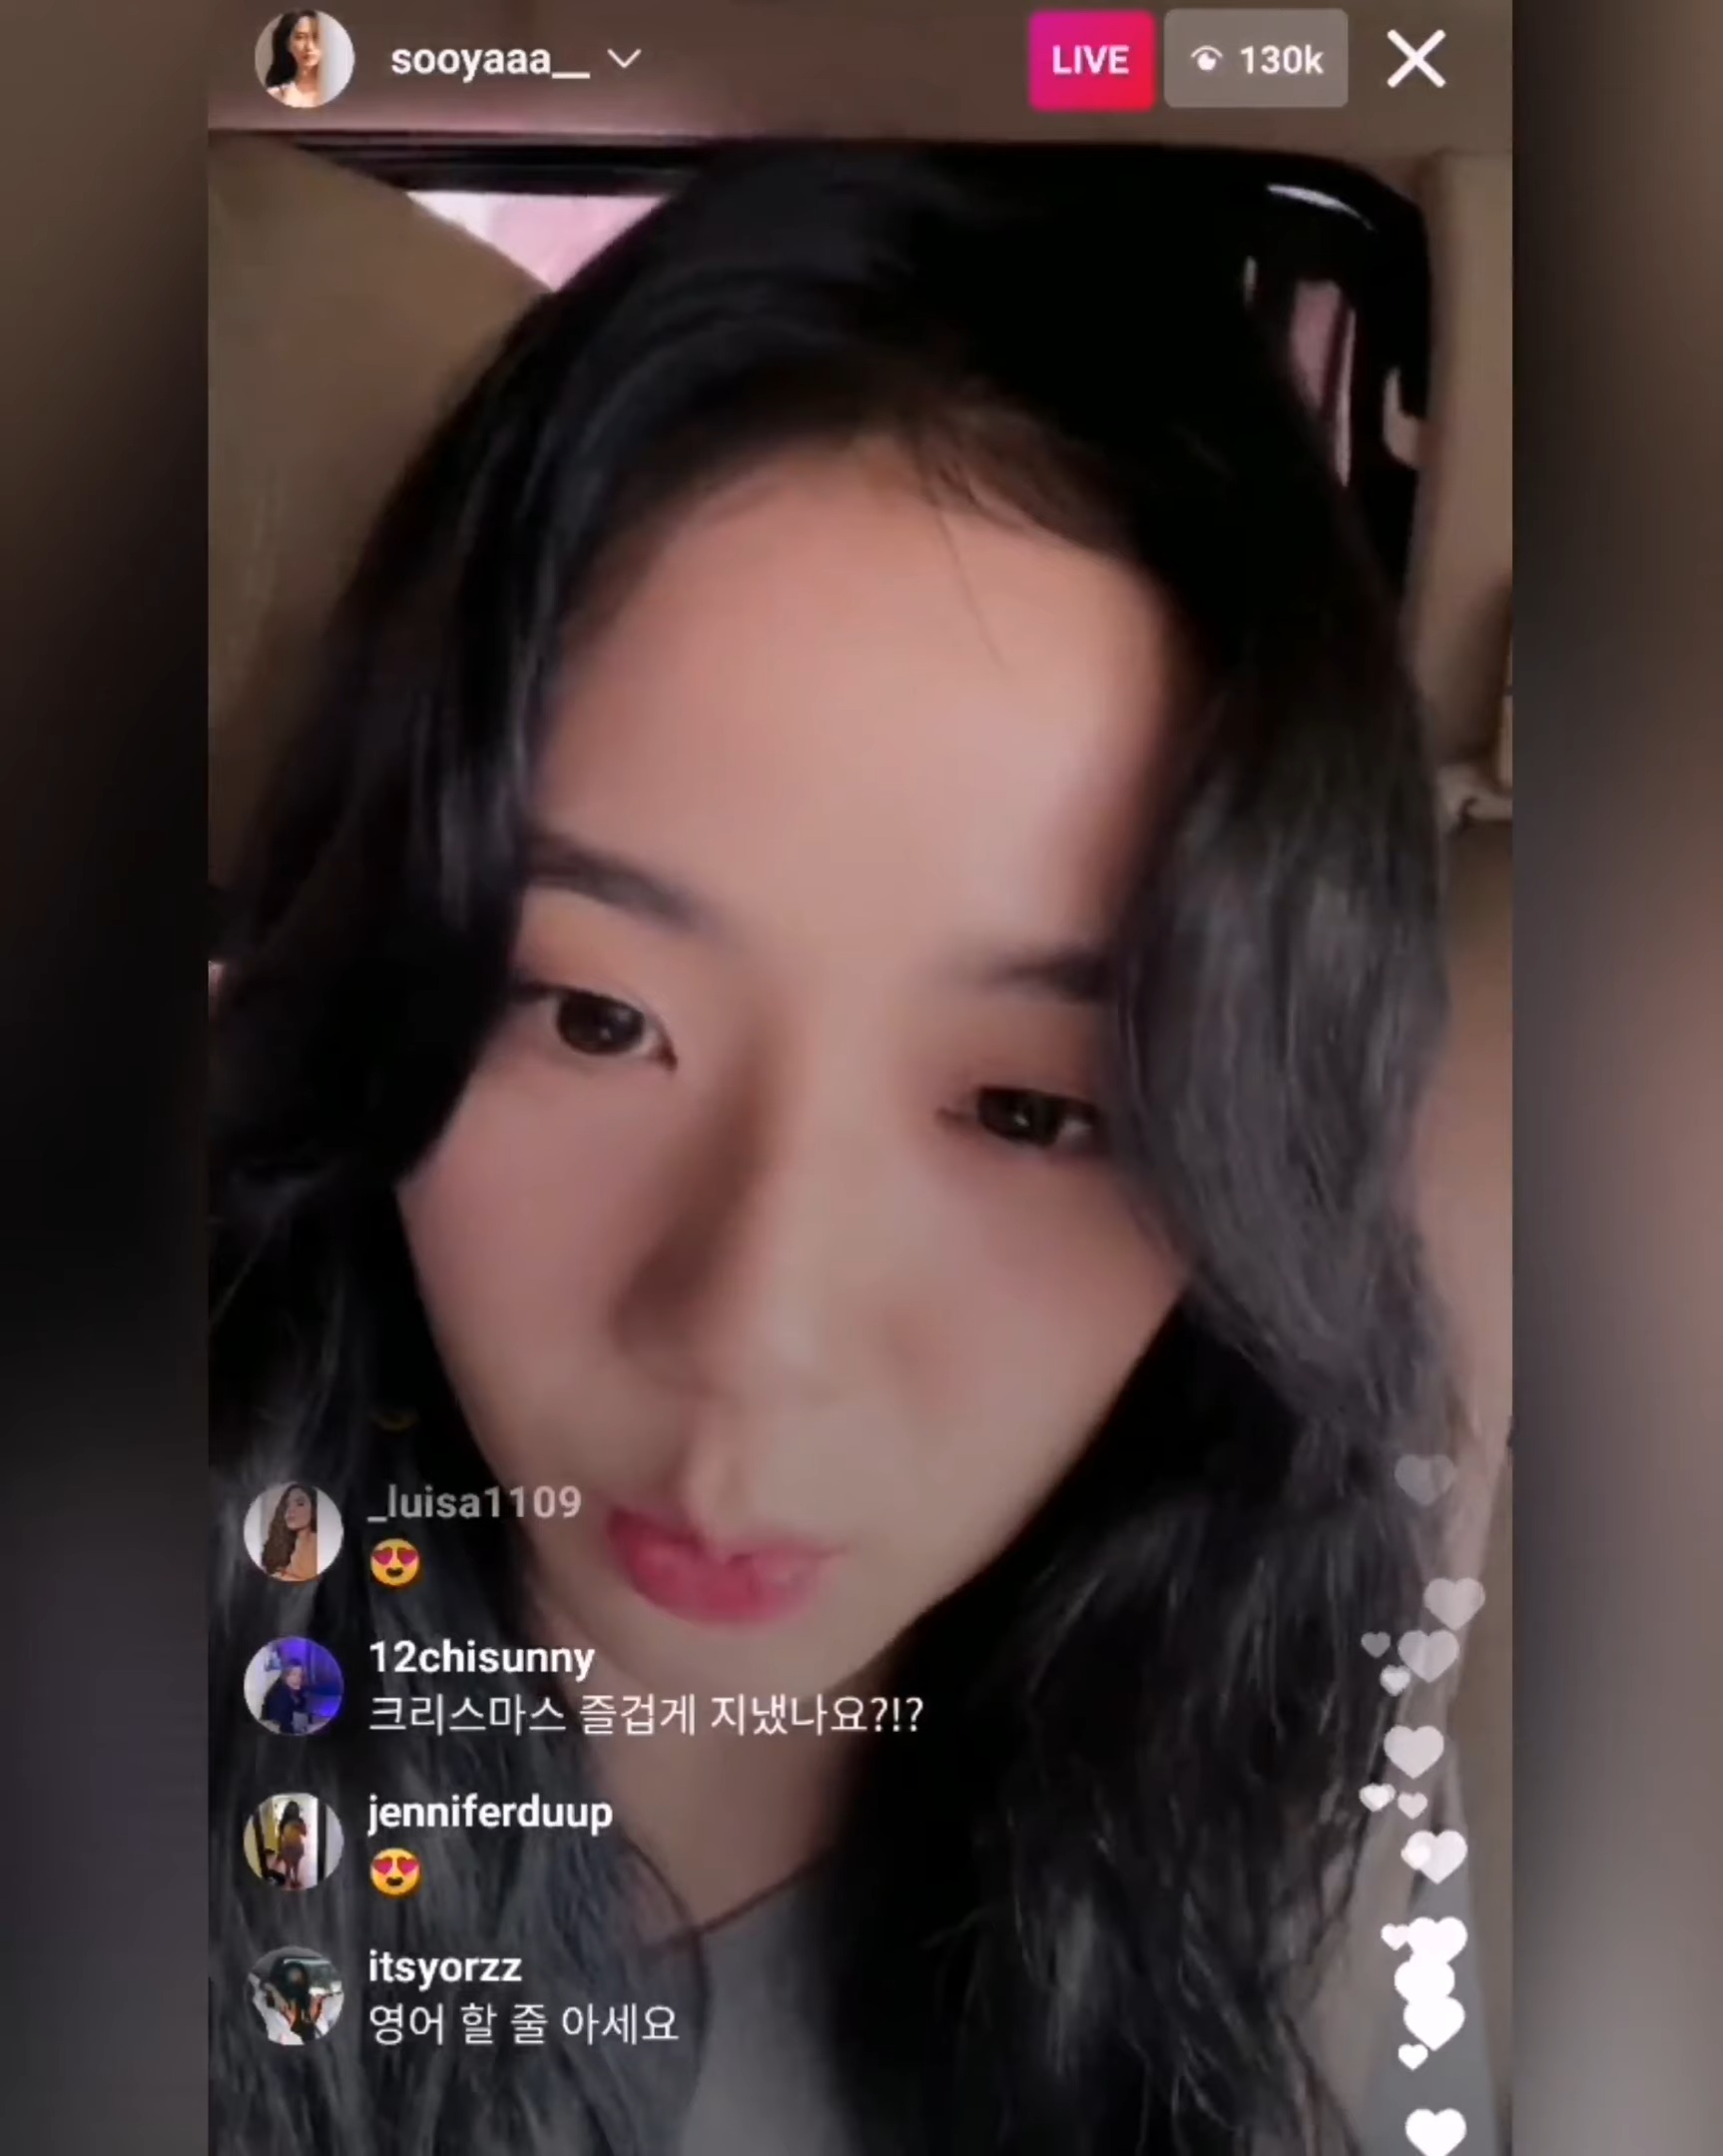 sooyaaa__
LIVE
130k
_luisa1109
😍
12chisunny
크리스마스 즐겁게 지냈나요?!?
jenniferduup
😍
itsyorzz
영어 할 줄 아세요